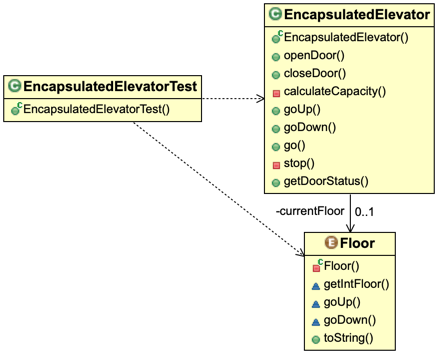 EncapsulatedElevator
EncapsulatedElevator()
openDoor()
closeDoor()
calculateCapacity()
goUp()
goDown()
go()
stop()
getDoorStatus()
EncapsulatedElevatorTest
EncapsulatedElevatorTest()
-currentFloor 0..1
Floor
Floor()
getIntFloor()
goUp()
goDown()
toString()